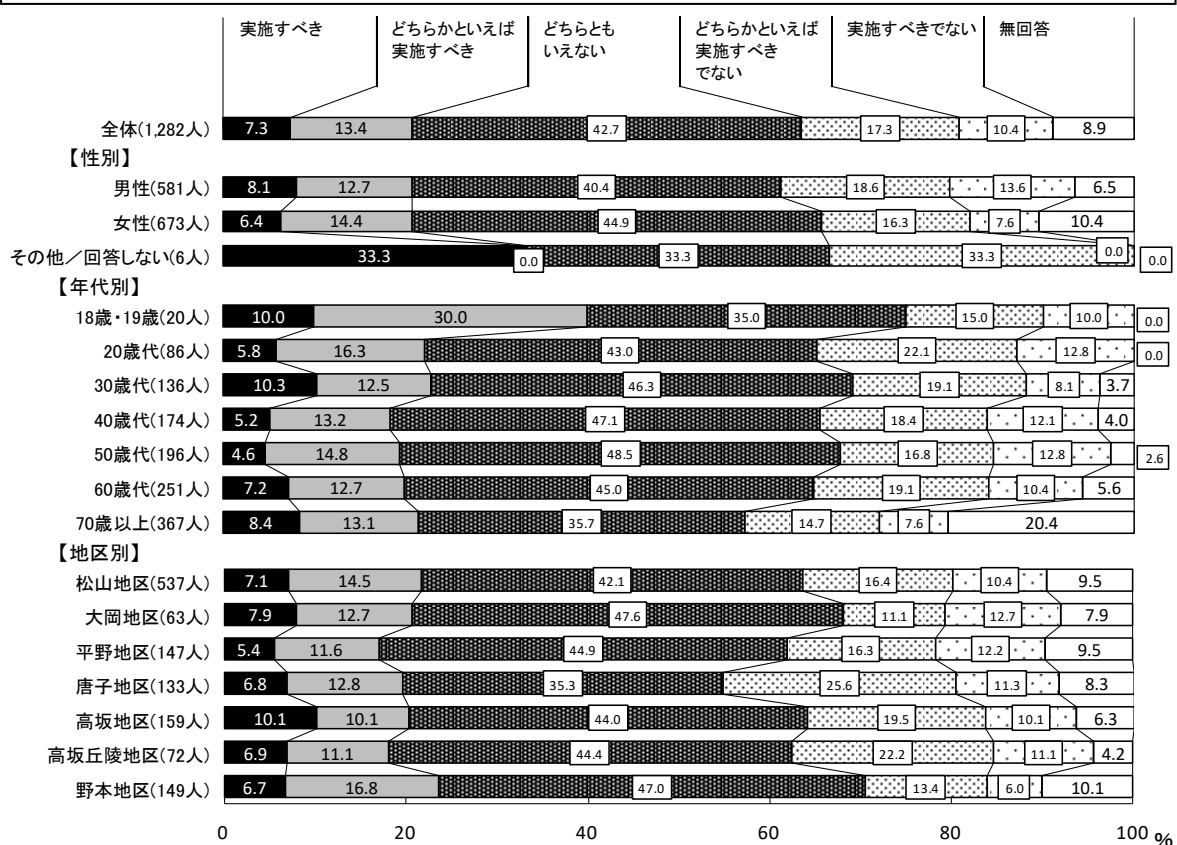 実施すべき
どちらかといえば
実施すべき
どちらとも
いえない
どちらかといえば
実施すべき
でない
実施すべきでない
無回答
全体(1,282人) 7.3 13.4 42.7 17.3 10.4 8.9
【性別】
男性(581人) 8.1 12.7 40.4 18.6 13.6 6.5
女性(673人) 6.4 14.4 44.9 16.3 7.6 10.4
その他／回答しない(6人) 33.3 0.0 33.3 33.3 0.0 0.0
【年代別】
18歳・19歳(20人) 10.0 30.0 35.0 15.0 10.0 0.0
20歳代(86人) 5.8 16.3 43.0 22.1 12.8 0.0
30歳代(136人) 10.3 12.5 46.3 19.1 8.1 3.7
40歳代(174人) 5.2 13.2 47.1 18.4 12.1 4.0
50歳代(196人) 4.6 14.8 48.5 16.8 12.8 2.6
60歳代(251人) 7.2 12.7 45.0 19.1 10.4 5.6
70歳以上(367人) 8.4 13.1 35.7 14.7 7.6 20.4
【地区別】
松山地区(537人) 7.1 14.5 42.1 16.4 10.4 9.5
大岡地区(63人) 7.9 12.7 47.6 11.1 12.7 7.9
平野地区(147人) 5.4 11.6 44.9 16.3 12.2 9.5
唐子地区(133人) 6.8 12.8 35.3 25.6 11.3 8.3
高坂地区(159人) 10.1 10.1 44.0 19.5 10.1 6.3
高坂丘陵地区(72人) 6.9 11.1 44.4 22.2 11.1 4.2
野本地区(149人) 6.7 16.8 47.0 13.4 6.0 10.1
0 20 40 60 80 100 %